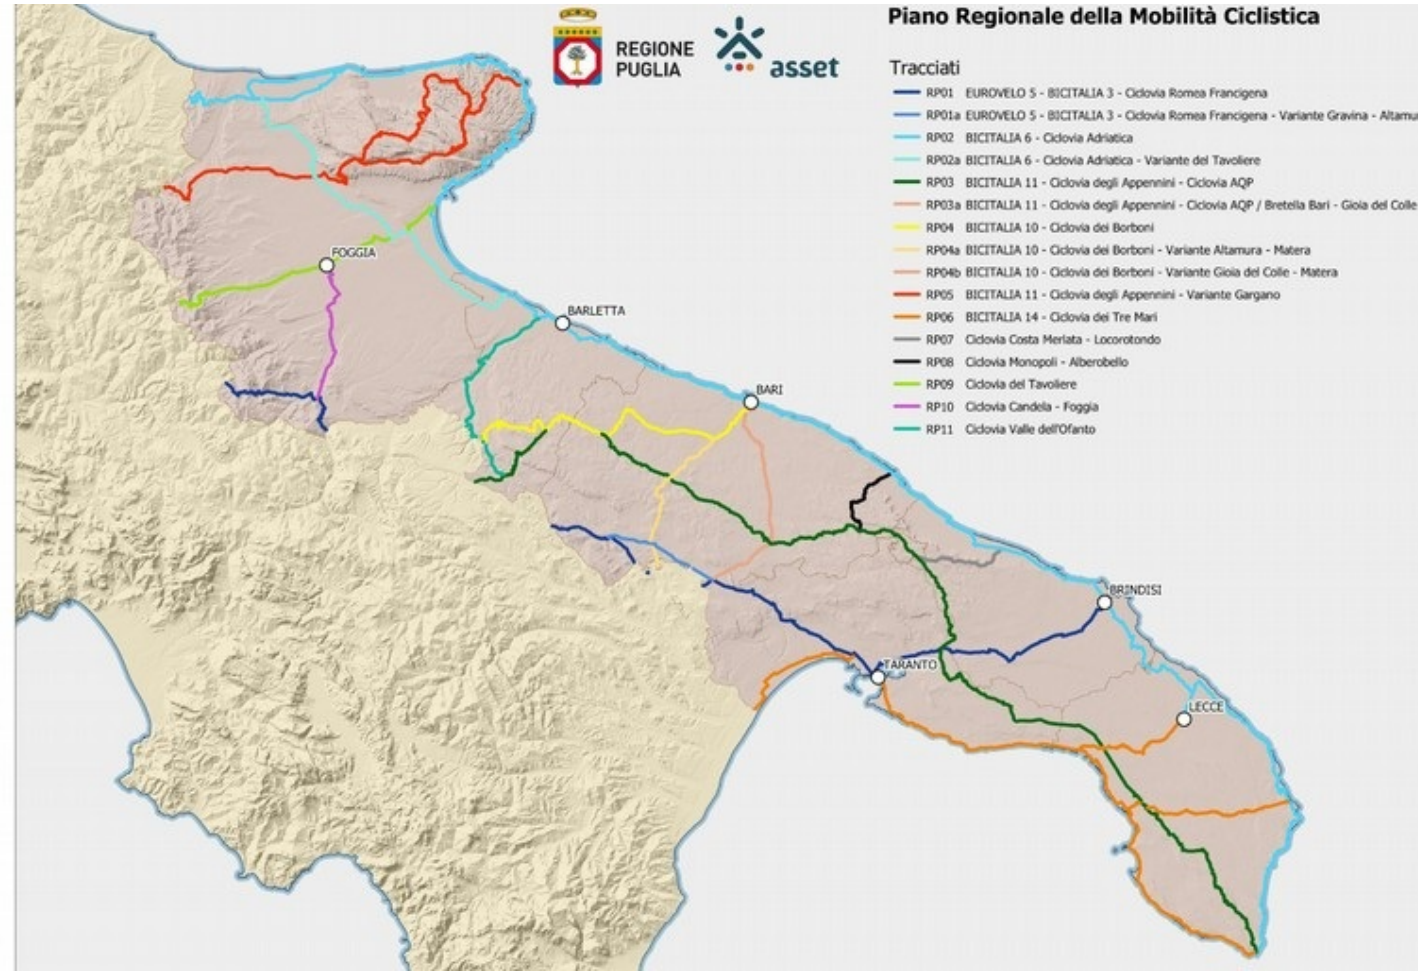 REGIONE
PUGLIA
asset
Piano Regionale della Mobilità Ciclistica
Tracciati
RP01 EUROVELO 5 - BICITALIA 3 - Ciclovia Romea Francigena
RP01a EUROVELO 5 - BICITALIA 3 - Ciclovia Romea Francigena - Variante Gravina - Altamu
RP02 BICITALIA 6 - Ciclovia Adriatica
RP02a BICITALIA 6 - Ciclovia Adriatica - Variante del Tavoliere
RP03 BICITALIA 11 - Ciclovia degli Appennini - Ciclovia AQP
RP03a BICITALIA 11 - Ciclovia degli Appennini - Ciclovia AQP / Bretella Bari - Gioia del Colle
RP04 BICITALIA 10 - Ciclovia dei Borboni
RP04a BICITALIA 10 - Ciclovia dei Borboni - Variante Altamura - Matera
RP04b BICITALIA 10 - Ciclovia dei Borboni - Variante Gioia del Colle - Matera
RP05 BICITALIA 11 - Ciclovia degli Appennini - Variante Gargano
RP06 BICITALIA 14 - Ciclovia dei Tre Mari
RP07 Ciclovia Costa Merlata - Locorotondo
RP08 Ciclovia Monopoli - Alberobello
RP09 Ciclovia del Tavoliere
RP10 Ciclovia Candela - Foggia
RP11 Ciclovia Valle dell'Ofanto
FOGGIA
BARLETTA
BARI
BRINDISI
TARANTO
LECCE